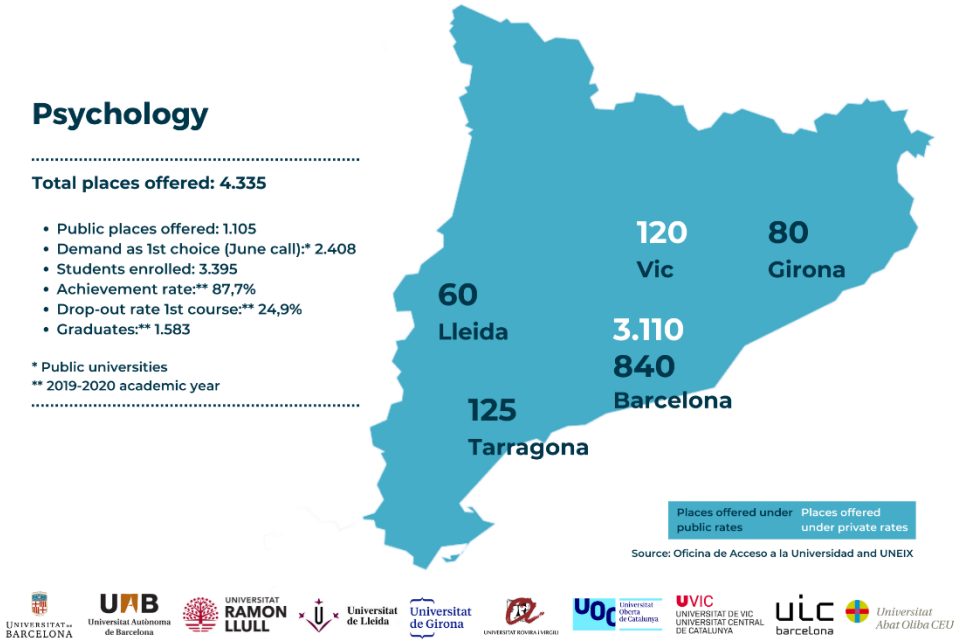 Psychology
Total places offered: 4.335
• Public places offered: 1.105
• Demand as 1st choice (June call):* 2.408
• Students enrolled: 3.395
• Achievement rate:** 87,7%
• Drop-out rate 1st course:** 24,9%
• Graduates:** 1.583
* Public universities
** 2019-2020 academic year
120
Vic
80
Girona
60
Lleida
3.110
840
Barcelona
125
Tarragona
Places offered under
public rates
Places offered
under private rates
Source: Oficina de Acceso a la Universidad and UNEIX
UNIVERSITAT DE
BARCELONA
UAB
Universitat Autònoma
de Barcelona
UNIVERSITAT
RAMON
LLULL
Universitat
de Lleida
Universitat
de Girona
UNIVERSITAT ROVIRA I VIRGILI
UOC
Universitat
Oberta
de Catalunya
UVIC
UNIVERSITAT DE VIC
UNIVERSITAT CENTRAL
DE CATALUNYA
uic
barcelona
Universitat
Abat Oliba CEU